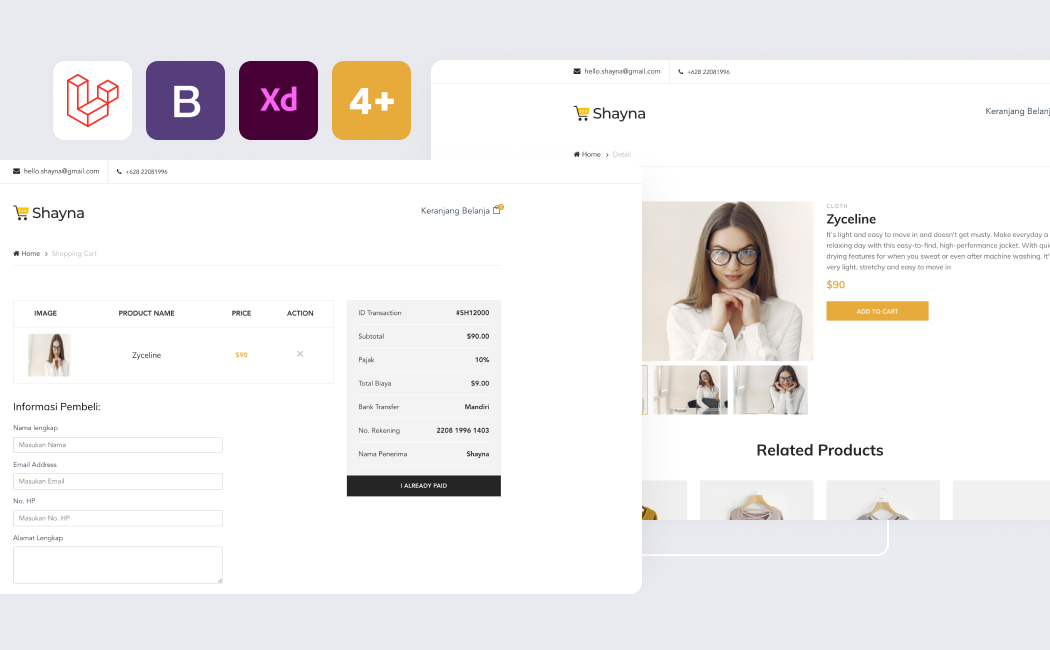 B
Xd
4+
hello.shayna@gmail.com
+628 22081996
Shayna
Keranjang Belanj
Home > Detail
hello.shayna@gmail.com
+628 22081996
Shayna
Keranjang Belanja
Home > Shopping Cart
IMAGE PRODUCT NAME PRICE ACTION
Zyceline $90
Informasi Pembeli:
Nama lengkap
Masukan Nama
Email Address
Masukan Email
No. HP
Masukan No. HP
Alamat Lengkap
ID Transaction #SH12000
Subtotal $90.00
Pajak 10%
Total Biaya $9.00
Bank Transfer Mandiri
No. Rekening 2208 1996 1403
Nama Penerima Shayna
I ALREADY PAID
CLOTH
Zyceline
It's light and easy to move in and doesn't get musty. Make everyday a
relaxing day with this easy-to-find, high-performance jacket. With qui
drying features for when you sweat or even after machine washing. It'
very light, stretchy and easy to move in
$90
ADD TO CART
Related Products